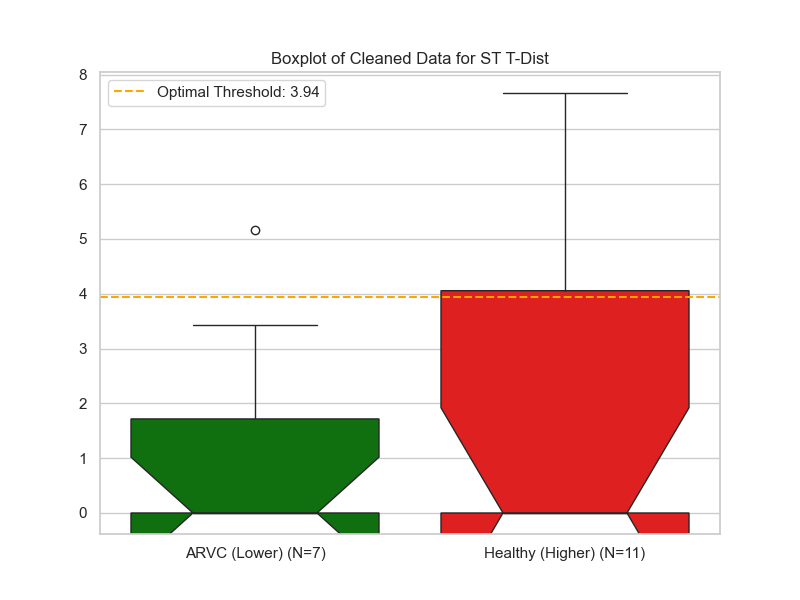 Boxplot of Cleaned Data for ST T-Dist
Optimal Threshold: 3.94
8
7
6
5
4
3
2
1
0
ARVC (Lower) (N=7)
Healthy (Higher) (N=11)